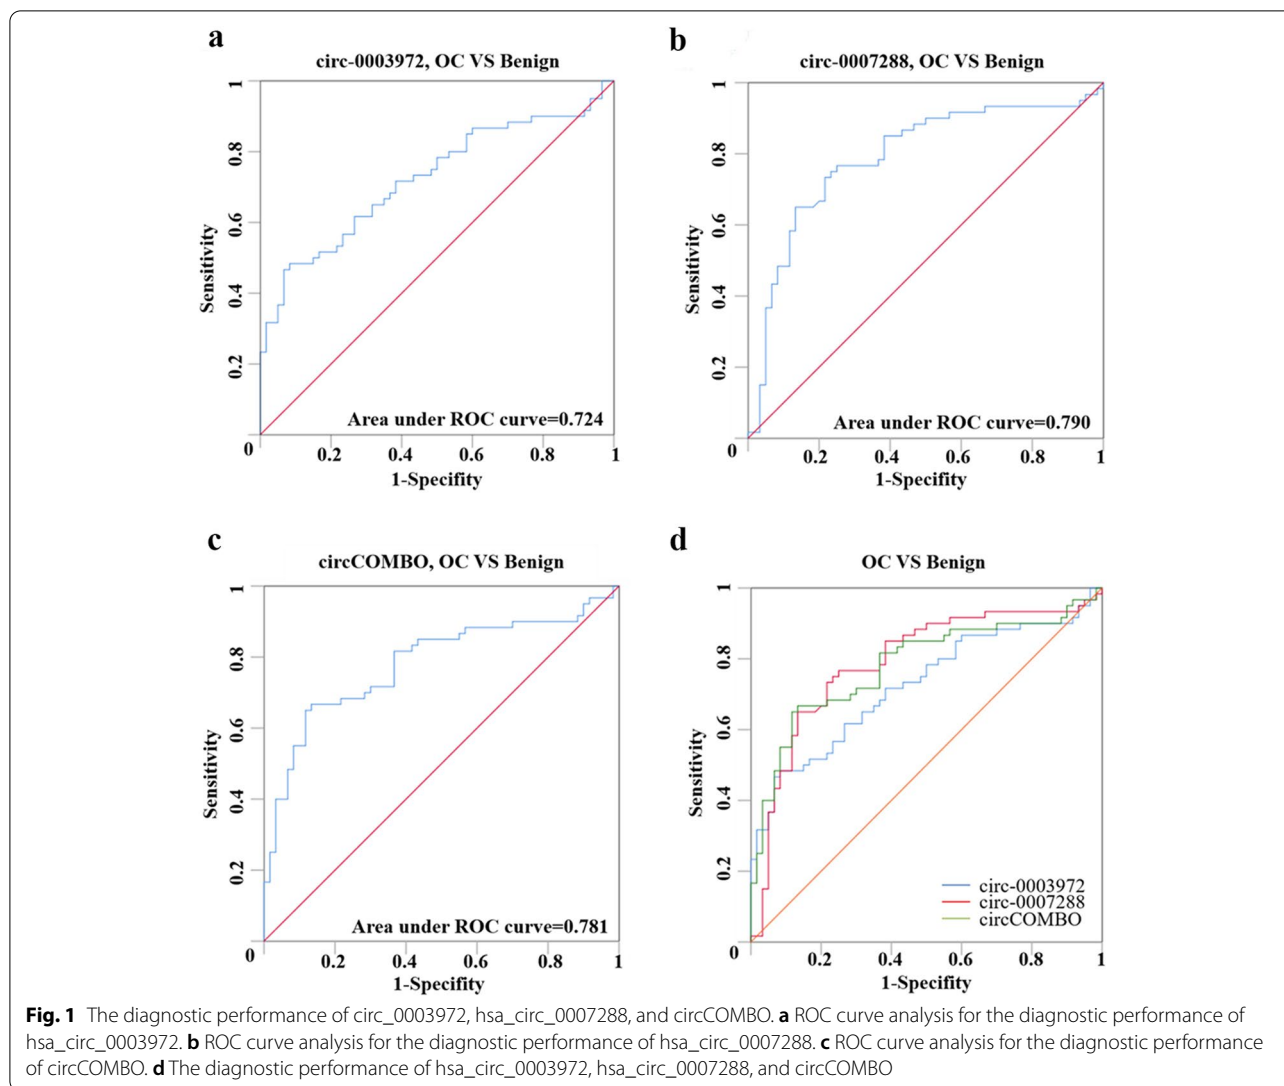 a
circ-0003972, OC VS Benign
1
0.8
0.6
0.4
0.2
Sensitivity
Area under ROC curve=0.724
0
0.2
0.4
0.6
0.8
1
1-Specifity
b
circ-0007288, OC VS Benign
1
0.8
0.6
0.4
0.2
Sensitivity
Area under ROC curve=0.790
0
0.2
0.4
0.6
0.8
1
1-Specifity
c
circCOMBO, OC VS Benign
1
0.8
0.6
0.4
0.2
Sensitivity
Area under ROC curve=0.781
0
0.2
0.4
0.6
0.8
1
1-Specifity
d
OC VS Benign
1
0.8
0.6
0.4
0.2
Sensitivity
circ-0003972
circ-0007288
circCOMBO
0
0.2
0.4
0.6
0.8
1
1-Specifity
Fig. 1 The diagnostic performance of circ_0003972, hsa_circ_0007288, and circCOMBO. a ROC curve analysis for the diagnostic performance of
hsa_circ_0003972. b ROC curve analysis for the diagnostic performance of hsa_circ_0007288. c ROC curve analysis for the diagnostic performance
of circCOMBO. d The diagnostic performance of hsa_circ_0003972, hsa_circ_0007288, and circCOMBO